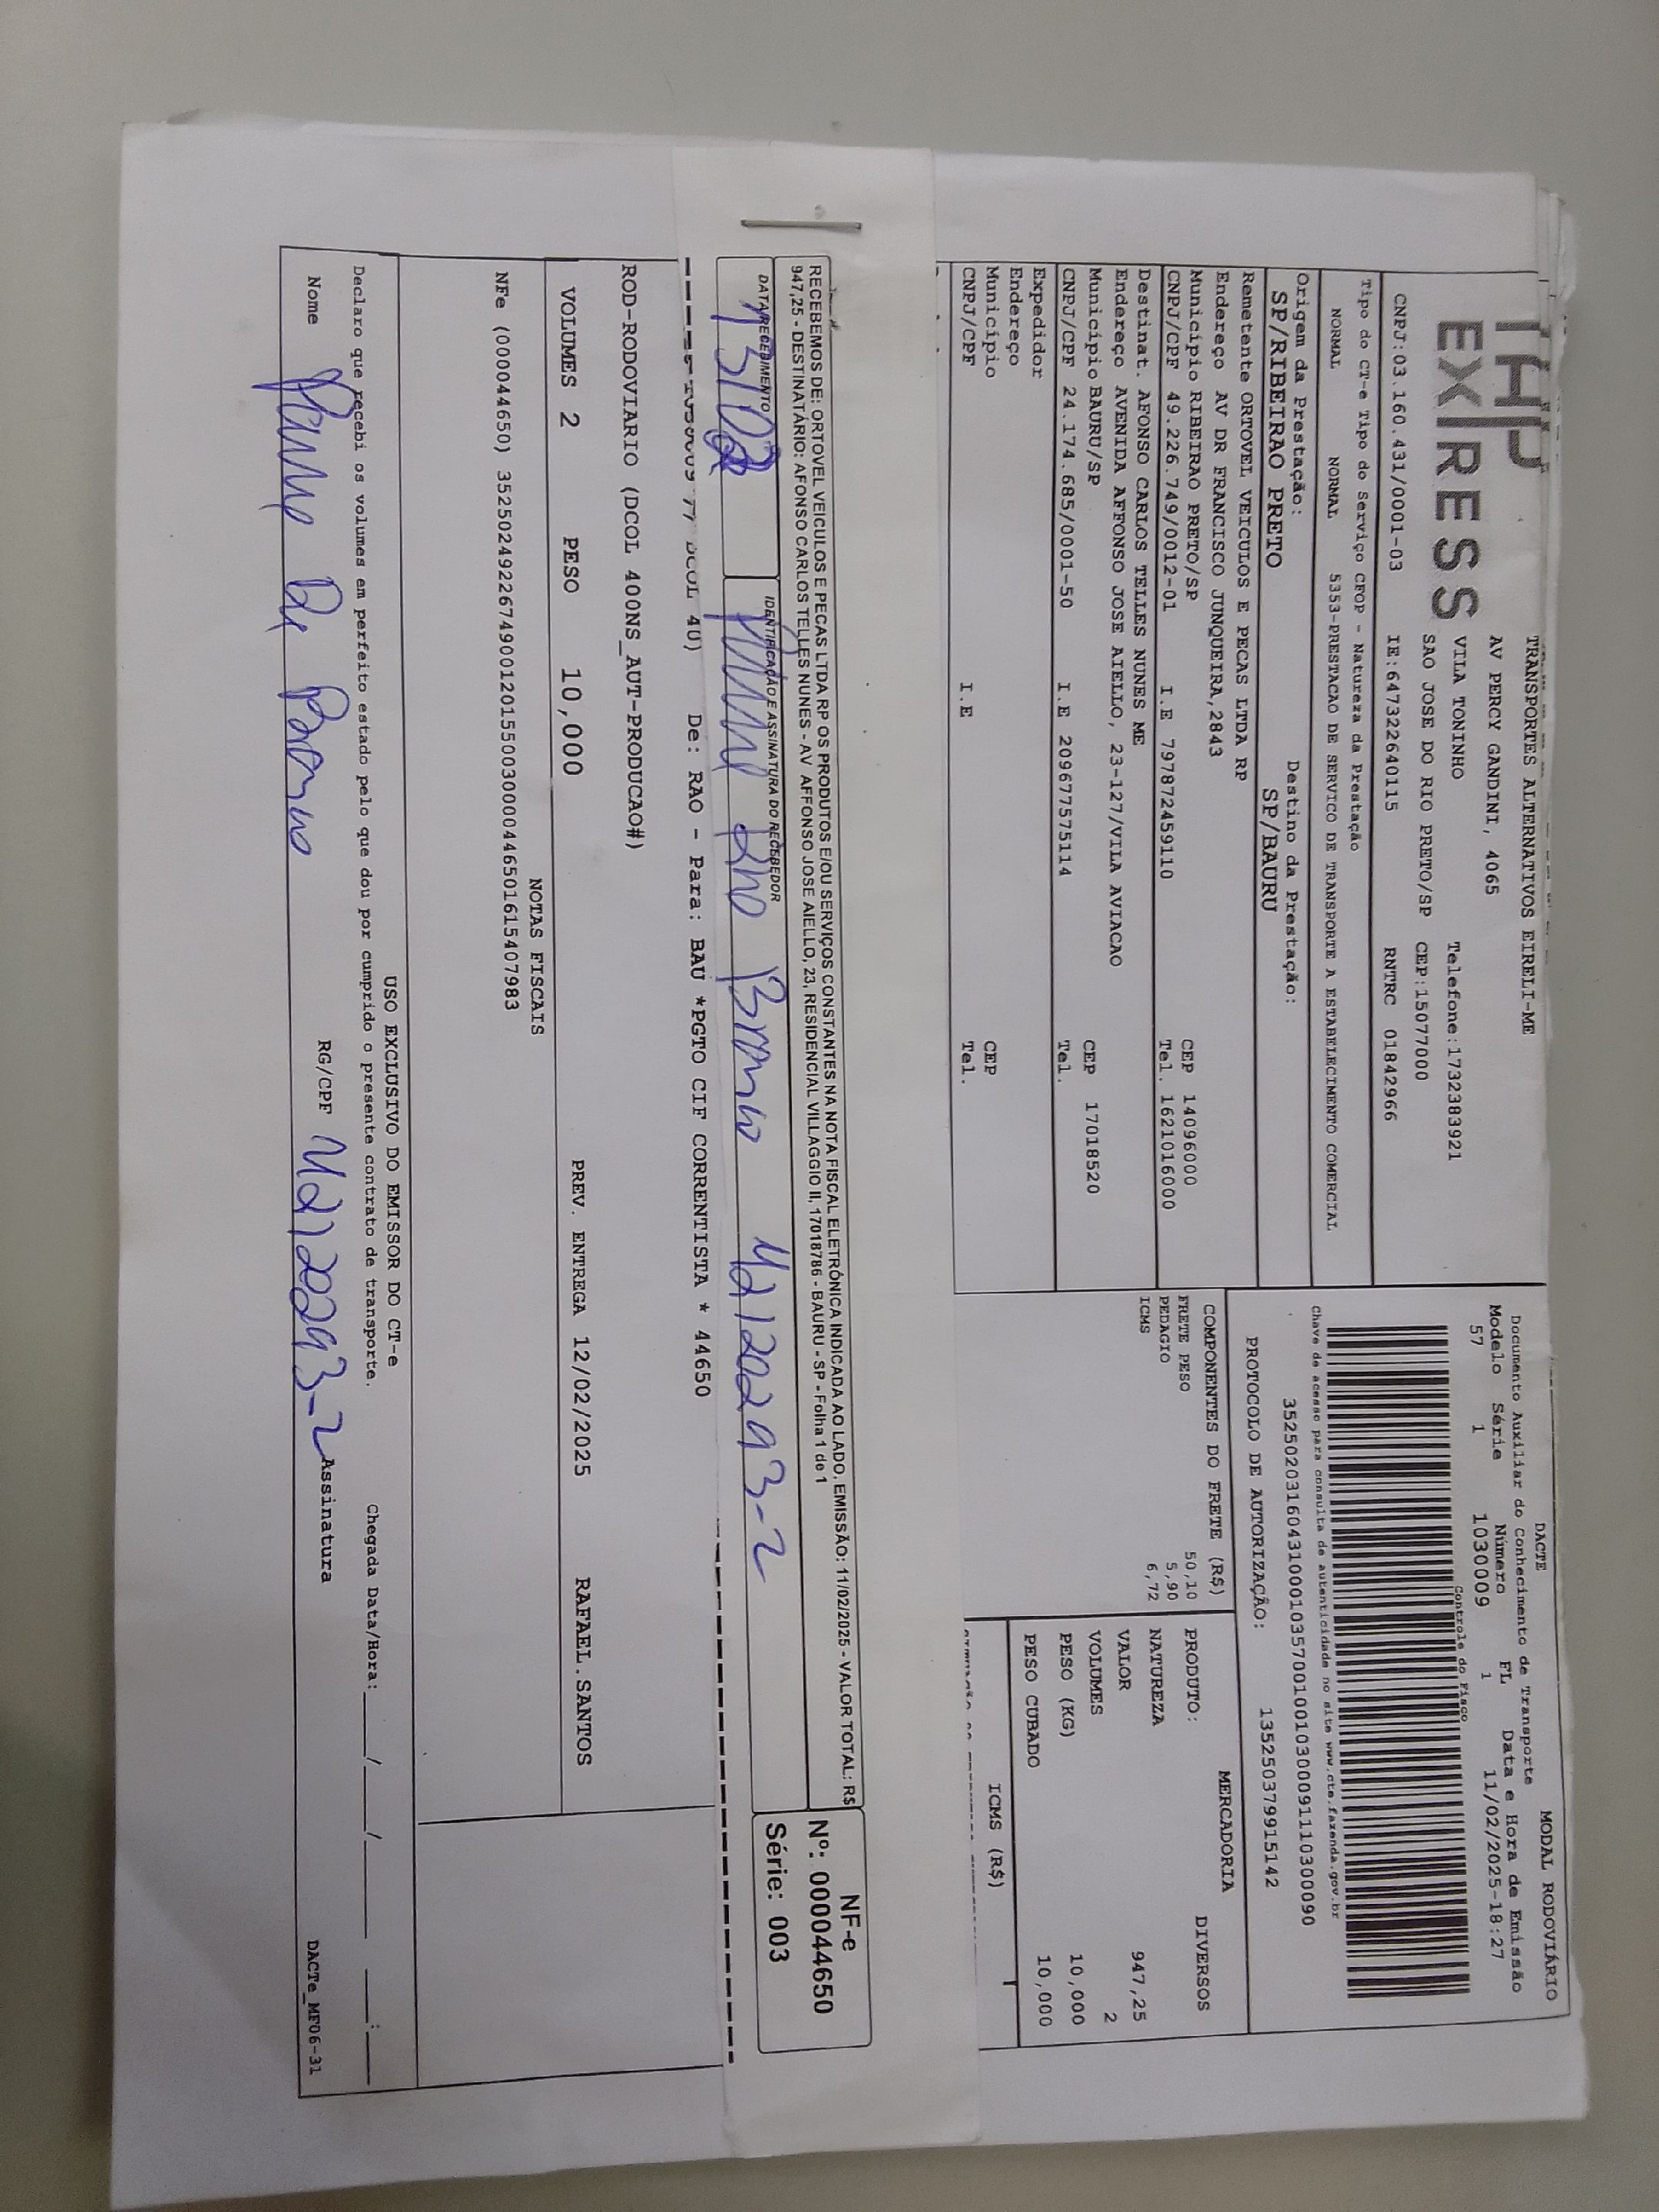 THP
EXPRESS
TRANSPORTES ALTERNATIVOS EIRELI-ME
AV PERCY GANDINI, 4065
VILA TONINHO Telefone:1732383921
SAO JOSE DO RIO PRETO/SP CEP:15077000
CNPJ:03.160.431/0001-03 IE:647322640115 RNTRC 01842966
Tipo do CT-e Tipo do Serviço CFOP - Natureza da Prestação
NORMAL NORMAL 5353-PRESTACAO DE SERVICO DE TRANSPORTE A ESTABELECIMENTO COMERCIAL
Origem da Prestação: Destino da Prestação:
SP/RIBEIRAO PRETO SP/BAURU
Remetente ORTOVEL VEICULOS E PECAS LTDA RP
Endereço AV DR FRANCISCO JUNQUEIRA,2843
Município RIBEIRAO PRETO/SP CEP 14096000
CNPJ/CPF 49.226.749/0012-01 I.E 797872459110 Tel. 1621016000
Destinat. AFONSO CARLOS TELLES NUNES ME
Endereço AVENIDA AFFONSO JOSE AIELLO, 23-127/VILA AVIACAO
Município BAURU/SP CEP 17018520
CNPJ/CPF 24.174.685/0001-50 I.E 209677575114 Tel.
Expedidor
Endereço
Município CEP
CNPJ/CPF I.E Tel.
DACTE MODAL RODOVIÁRIO
Documento Auxiliar do Conhecimento de Transporte
Modelo Série Número FL Data e Hora de Emissão
57 1 1030009 1 11/02/2025-18:27
Controle do Fisco
Chave de acesso para consulta de autenticidade no site www.cte.fazenda.gov.br
35250203160431000103570010010300091110300090
PROTOCOLO DE AUTORIZAÇÃO: 135250379915142
COMPONENTES DO FRETE (R$)
FRETE PESO 50,10
PEDAGIO 5,90
ICMS 6,72
MERCADORIA
PRODUTO: DIVERSOS
NATUREZA
VALOR 947,25
VOLUMES 2
PESO (KG) 10,000
PESO CUBADO 10,000
ICMS (R$)
RECEBEMOS DE: ORTOVEL VEICULOS E PECAS LTDA RP OS PRODUTOS E/OU SERVIÇOS CONSTANTES NA NOTA FISCAL ELETRÔNICA INDICADA AO LADO. EMISSÃO: 11/02/2025 - VALOR TOTAL: R$
947,25 - DESTINATÁRIO: AFONSO CARLOS TELLES NUNES - AV AFFONSO JOSE AIELLO, 23, RESIDENCIAL VILLAGGIO II, 17018786 - BAURU - SP - Folha 1 de 1
DATA RECEBIMENTO IDENTIFICAÇÃO E ASSINATURA DO RECEBEDOR
13/02
NF-e
Nº: 000044650
Série: 003
De: RAO - Para: BAU *PGTO CIF CORRENTISTA * 44650
ROD-RODOVIARIO (DCOL 400NS_AUT-PRODUCAO#)
VOLUMES 2 PESO 10,000 PREV. ENTREGA 12/02/2025 RAFAEL.SANTOS
NOTAS FISCAIS
NFe (000044650) 35250249226749001201550030000446501615407983
USO EXCLUSIVO DO EMISSOR DO CT-e
Declaro que recebi os volumes em perfeito estado pelo que dou por cumprido o presente contrato de transporte. Chegada Data/Hora:____/____/____ ___:___
Nome RG/CPF Assinatura
DACTe_MF06-31